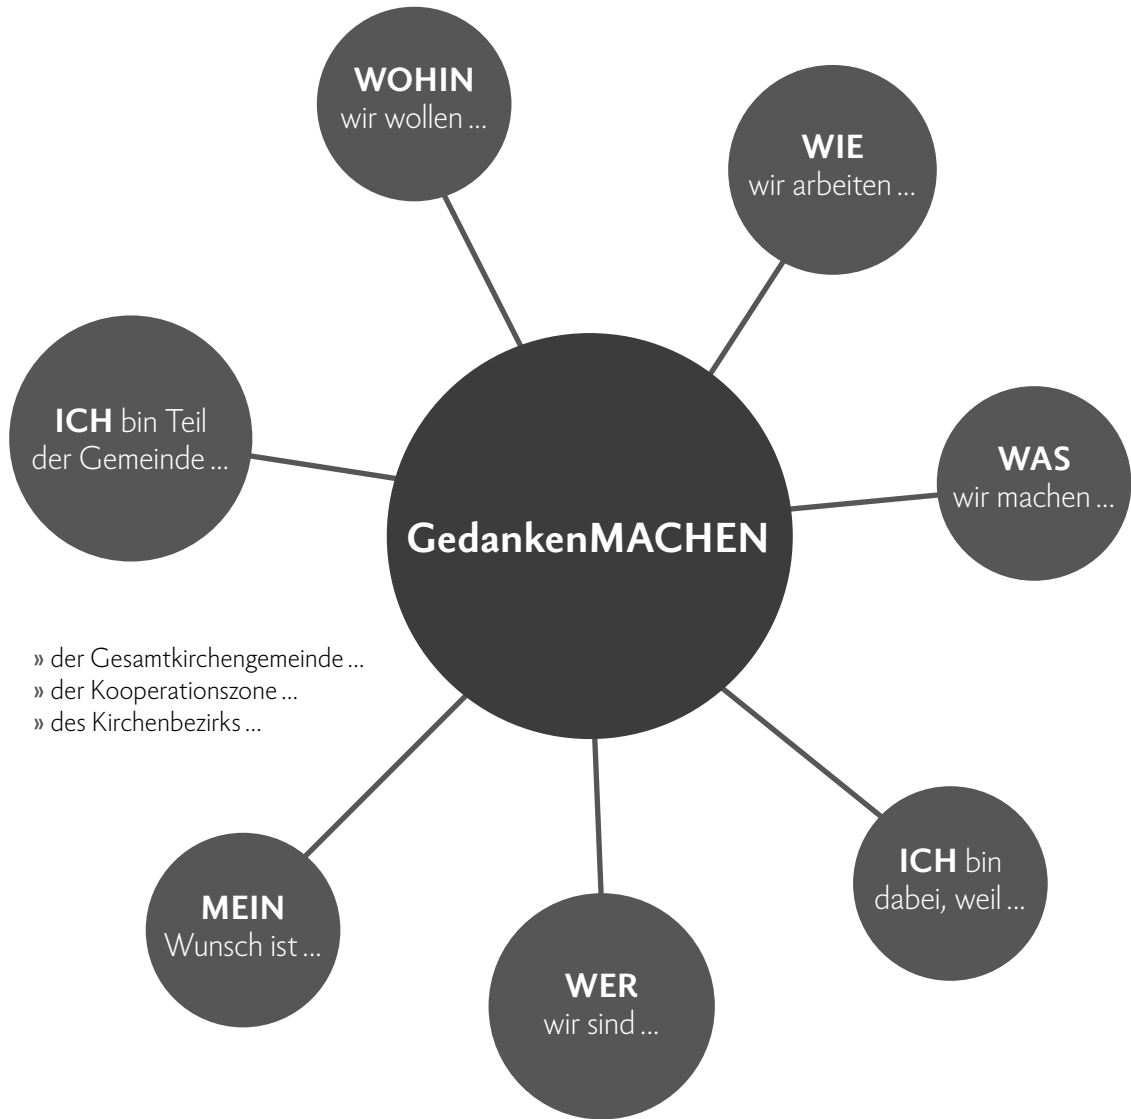 WOHIN
wir wollen ...
WIE
wir arbeiten ...
ICH bin Teil
der Gemeinde ...
WAS
wir machen ...
GedankenMACHEN
» der Gesamtkirchengemeinde ...
» der Kooperationszone ...
» des Kirchenbezirks ...
ICH bin
dabei, weil ...
MEIN
Wunsch ist ...
WER
wir sind ...